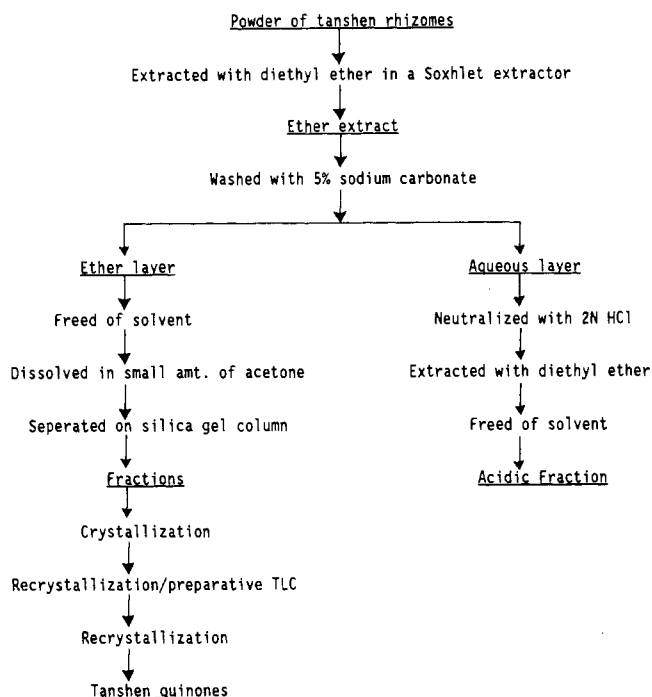 Powder of tanshen rhizomes
Extracted with diethyl ether in a Soxhlet extractor
Ether extract
Washed with 5% sodium carbonate
Ether layer
Freed of solvent
Dissolved in small amt. of acetone
Seperated on silica gel column
Fractions
Crystallization
Recrystallization/preparative TLC
Recrystallization
Tanshen quinones
Aqueous layer
Neutralized with 2N HCl
Extracted with diethyl ether
Freed of solvent
Acidic Fraction